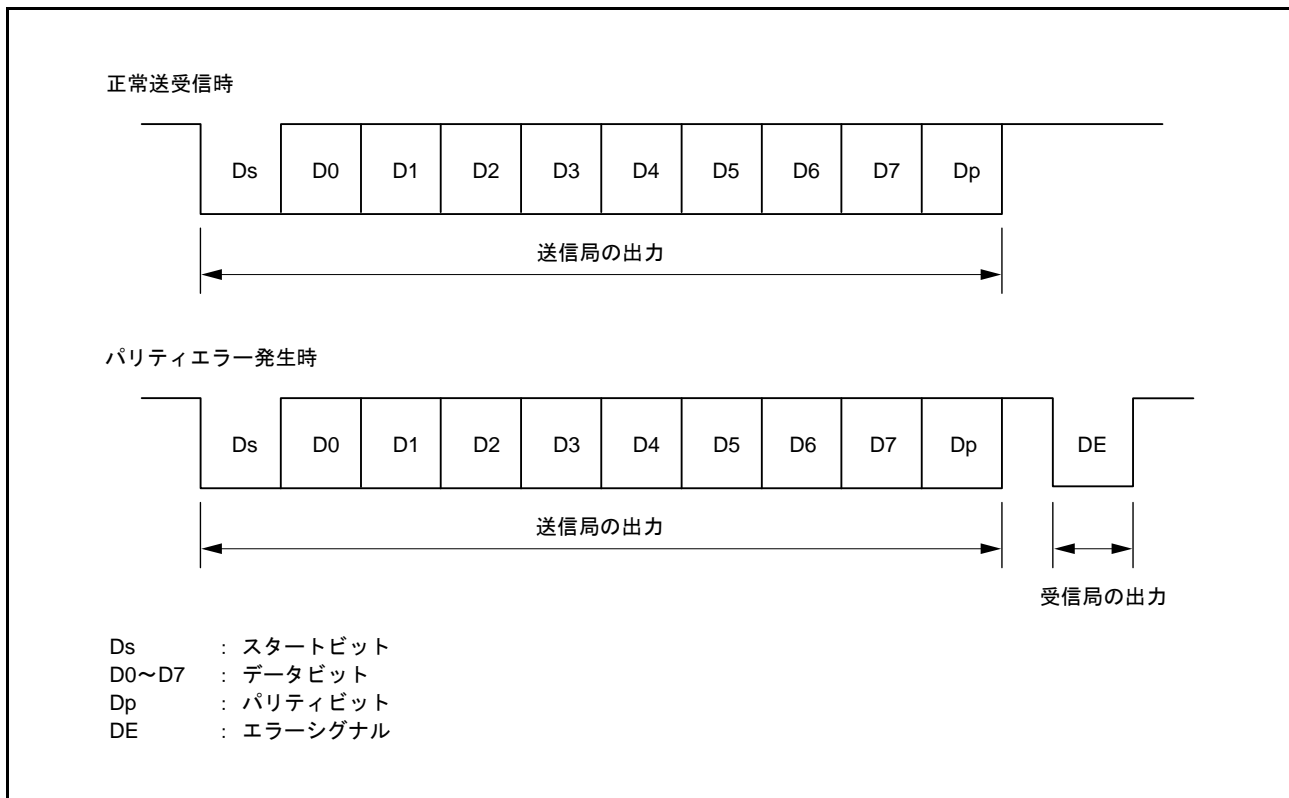 正常送受信時
Ds D0 D1 D2 D3 D4 D5 D6 D7 Dp
送信局の出力
パリティエラー発生時
Ds D0 D1 D2 D3 D4 D5 D6 D7 Dp DE
送信局の出力
受信局の出力
Ds : スタートビット
D0～D7 : データビット
Dp : パリティビット
DE : エラーシグナル